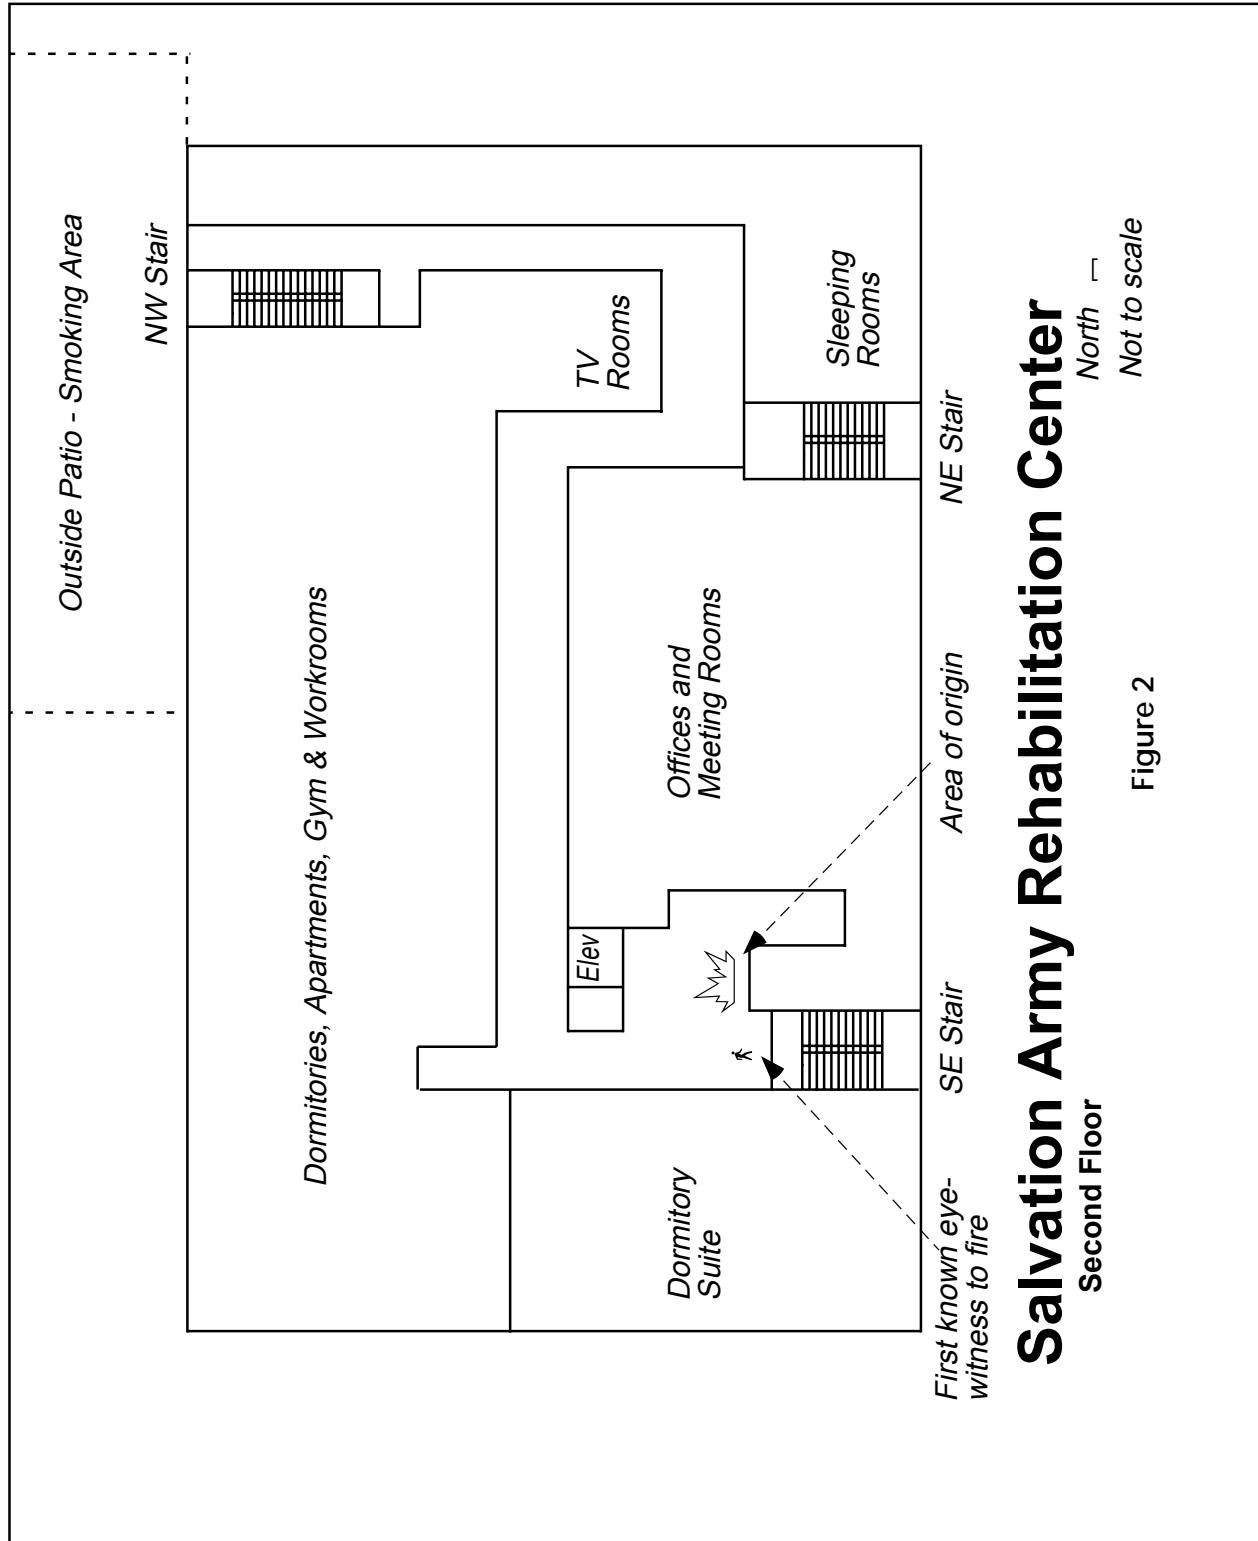 Outside Patio - Smoking Area
NW Stair
Dormitories, Apartments, Gym & Workrooms
TV
Rooms
Elev
Offices and
Meeting Rooms
Dormitory
Suite
Sleeping
Rooms
First known eye-
witness to fire
SE Stair
Area of origin
NE Stair
Salvation Army Rehabilitation Center
Second Floor
North
Not to scale
Figure 2